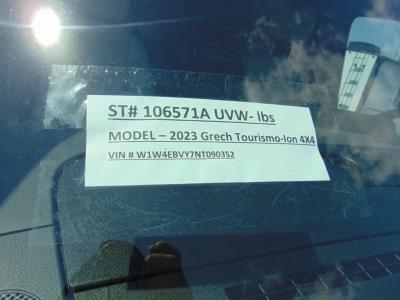 ST# 106571A UVW- lbs
MODEL – 2023 Grech Tourismo-Ion 4X4
VIN # W1W4EBVY7NT090352